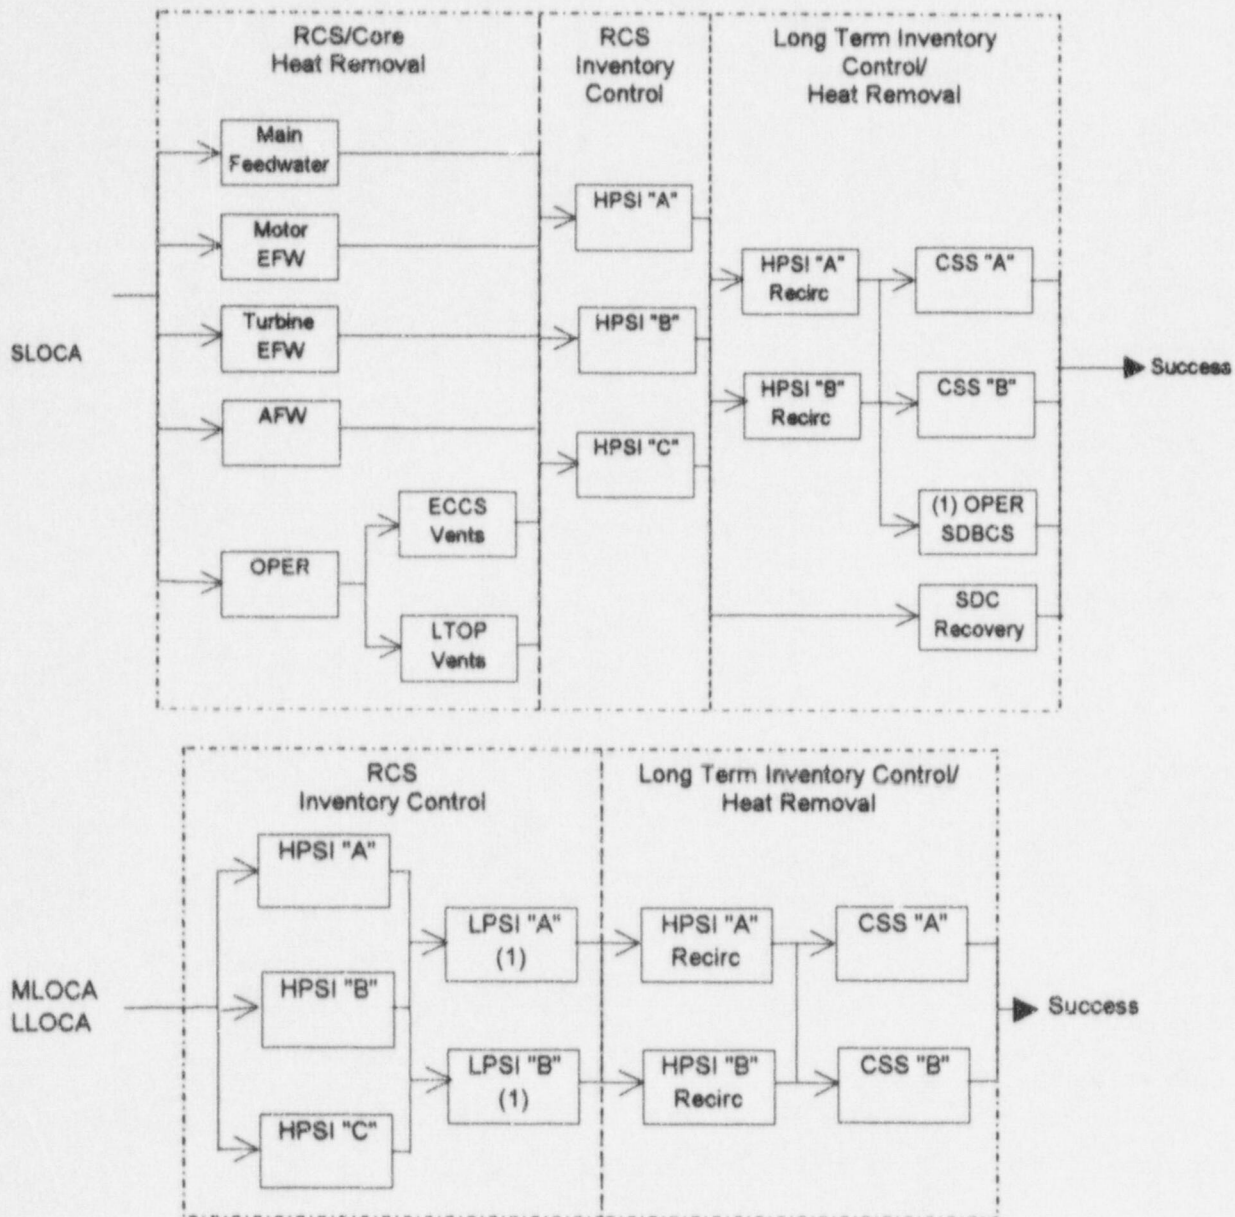 RCS/Core
Heat Removal
RCS
Inventory
Control
Long Term Inventory
Control/
Heat Removal
Main
Feedwater
Motor
EFW
Turbine
EFW
AFW
OPER
ECCS
Vents
LTOP
Vents
HPSI "A"
HPSI "B"
HPSI "C"
HPSI "A"
Recirc
HPSI "B"
Recirc
CSS "A"
CSS "B"
(1) OPER
SDBCS
SDC
Recovery
SLOCA
Success
RCS
Inventory Control
Long Term Inventory Control/
Heat Removal
MLOCA
LLOCA
HPSI "A"
HPSI "B"
HPSI "C"
LPSI "A"
(1)
LPSI "B"
(1)
HPSI "A"
Recirc
HPSI "B"
Recirc
CSS "A"
CSS "B"
Success